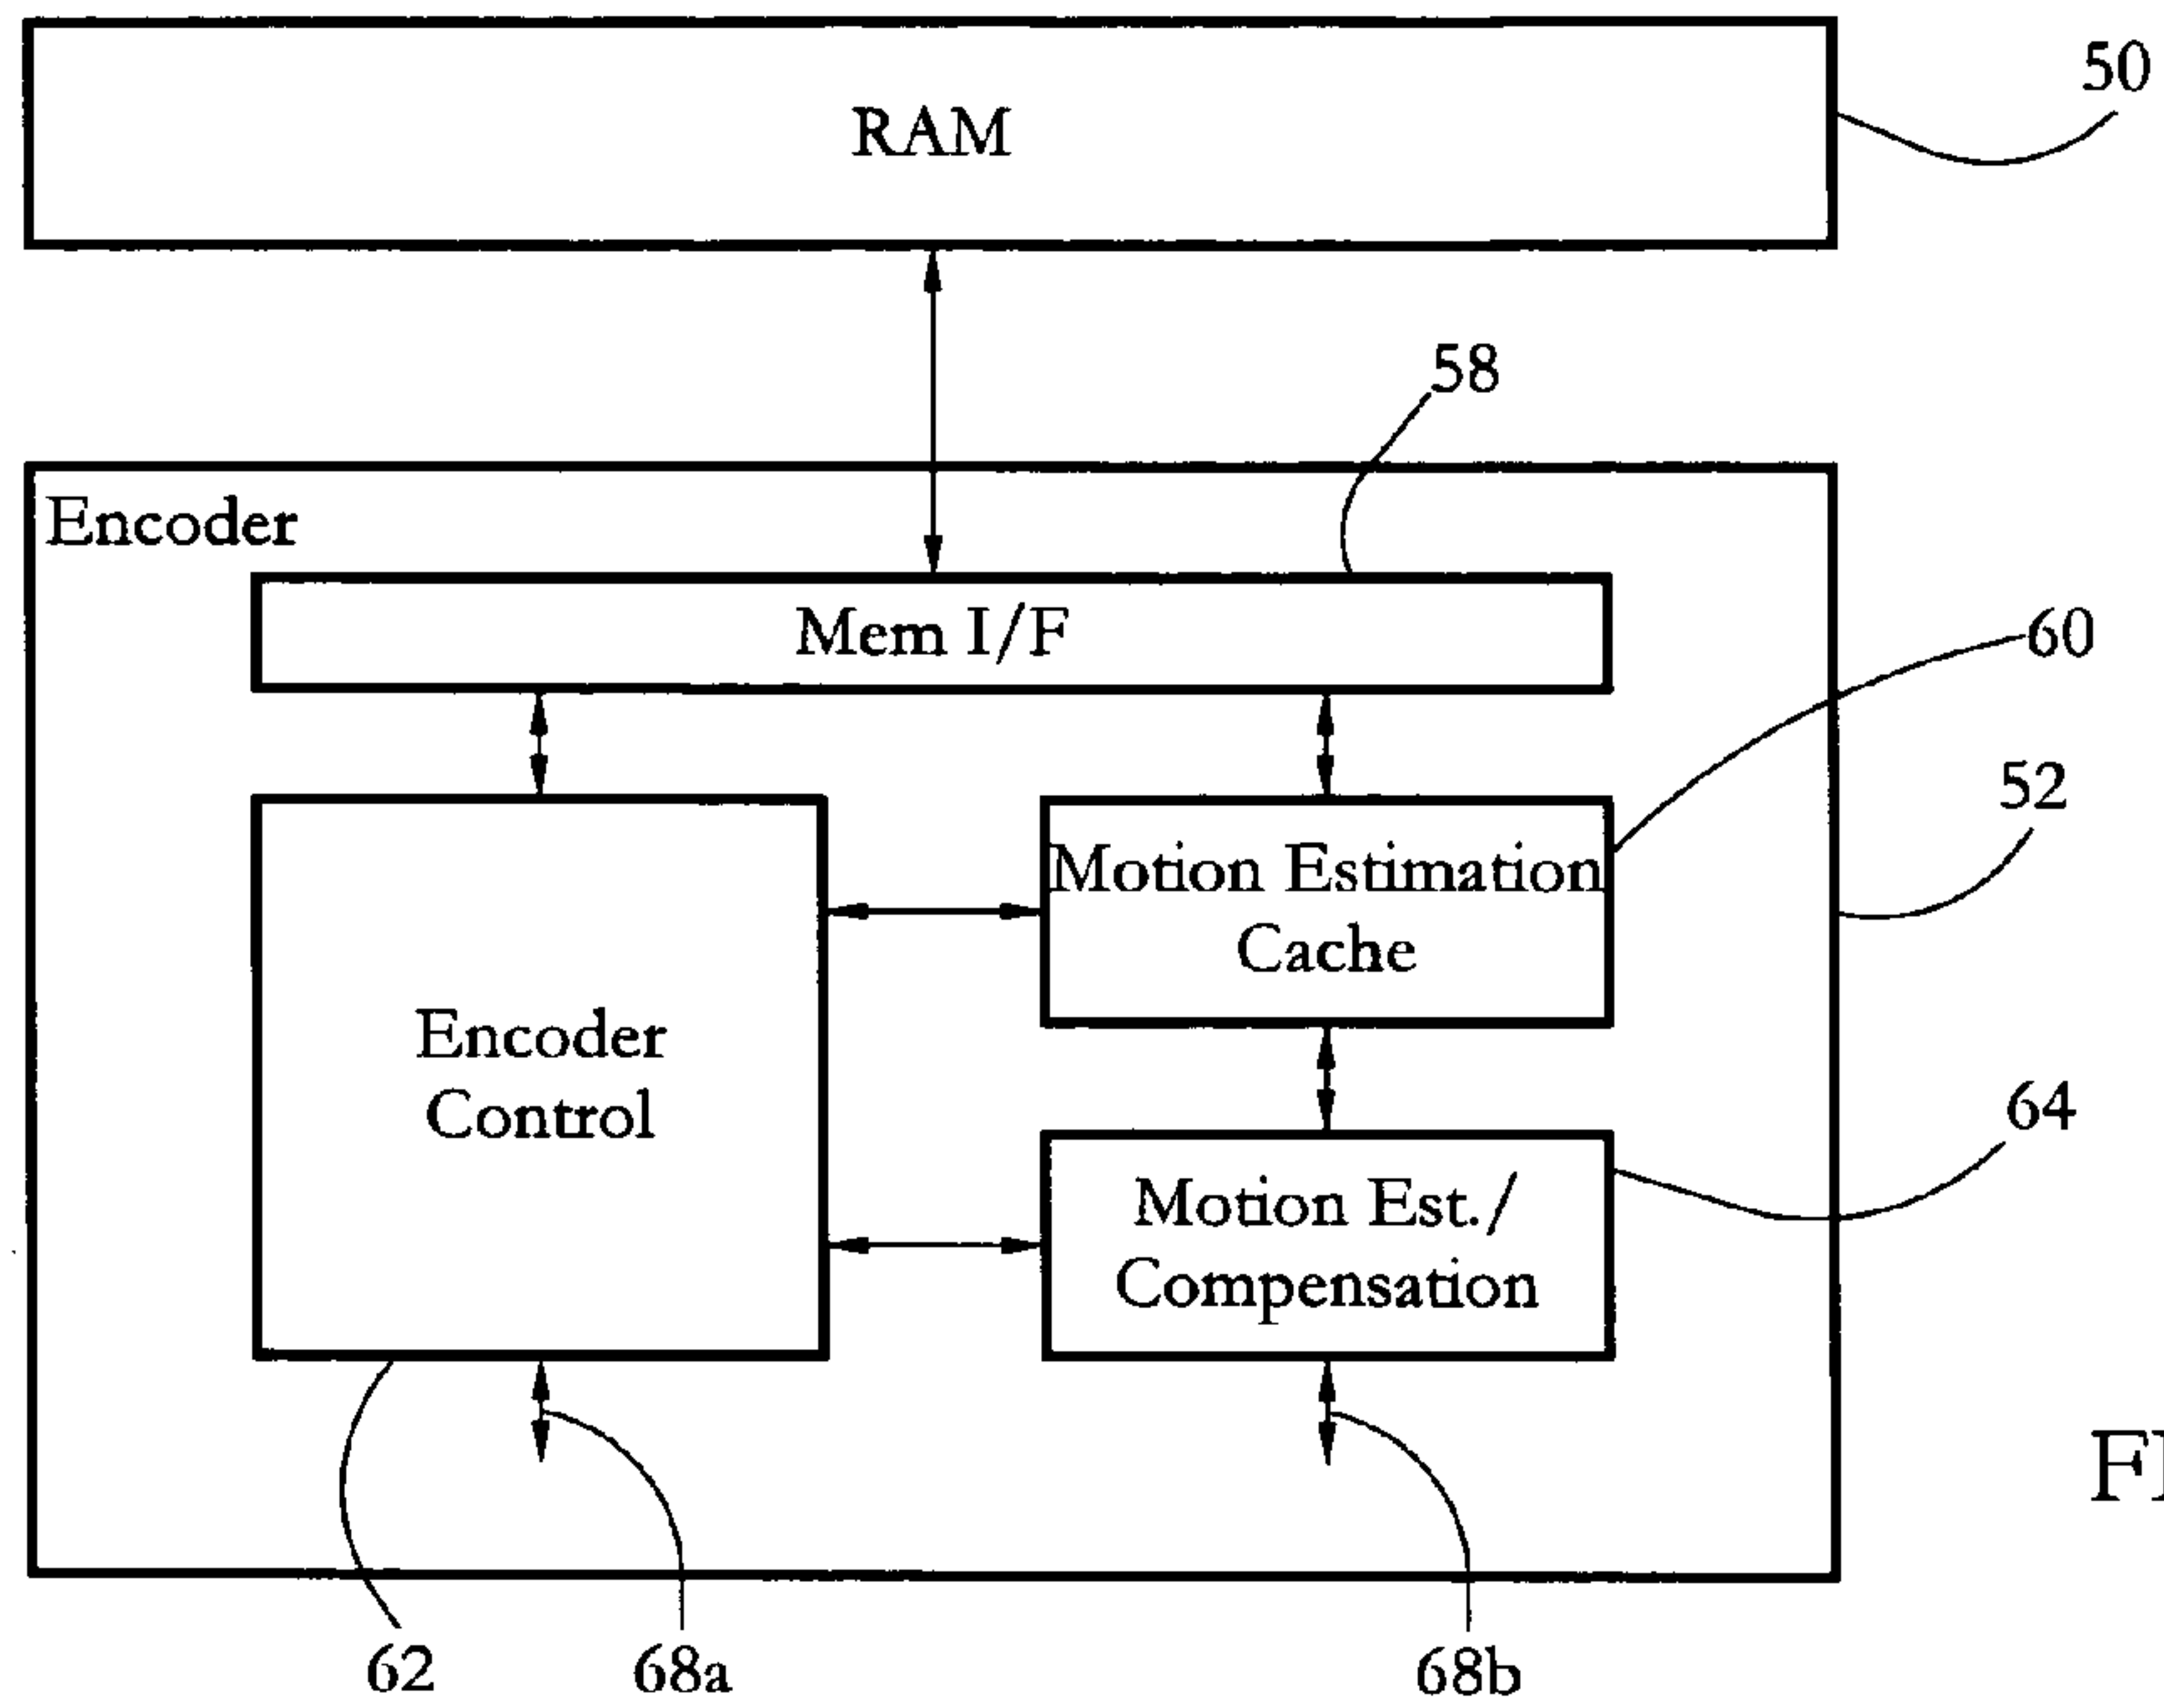 RAM
50
58
Encoder
Mem I/F
60
52
Motion Estimation
Cache
Encoder
Control
64
Motion Est./
Compensation
62
68a
68b